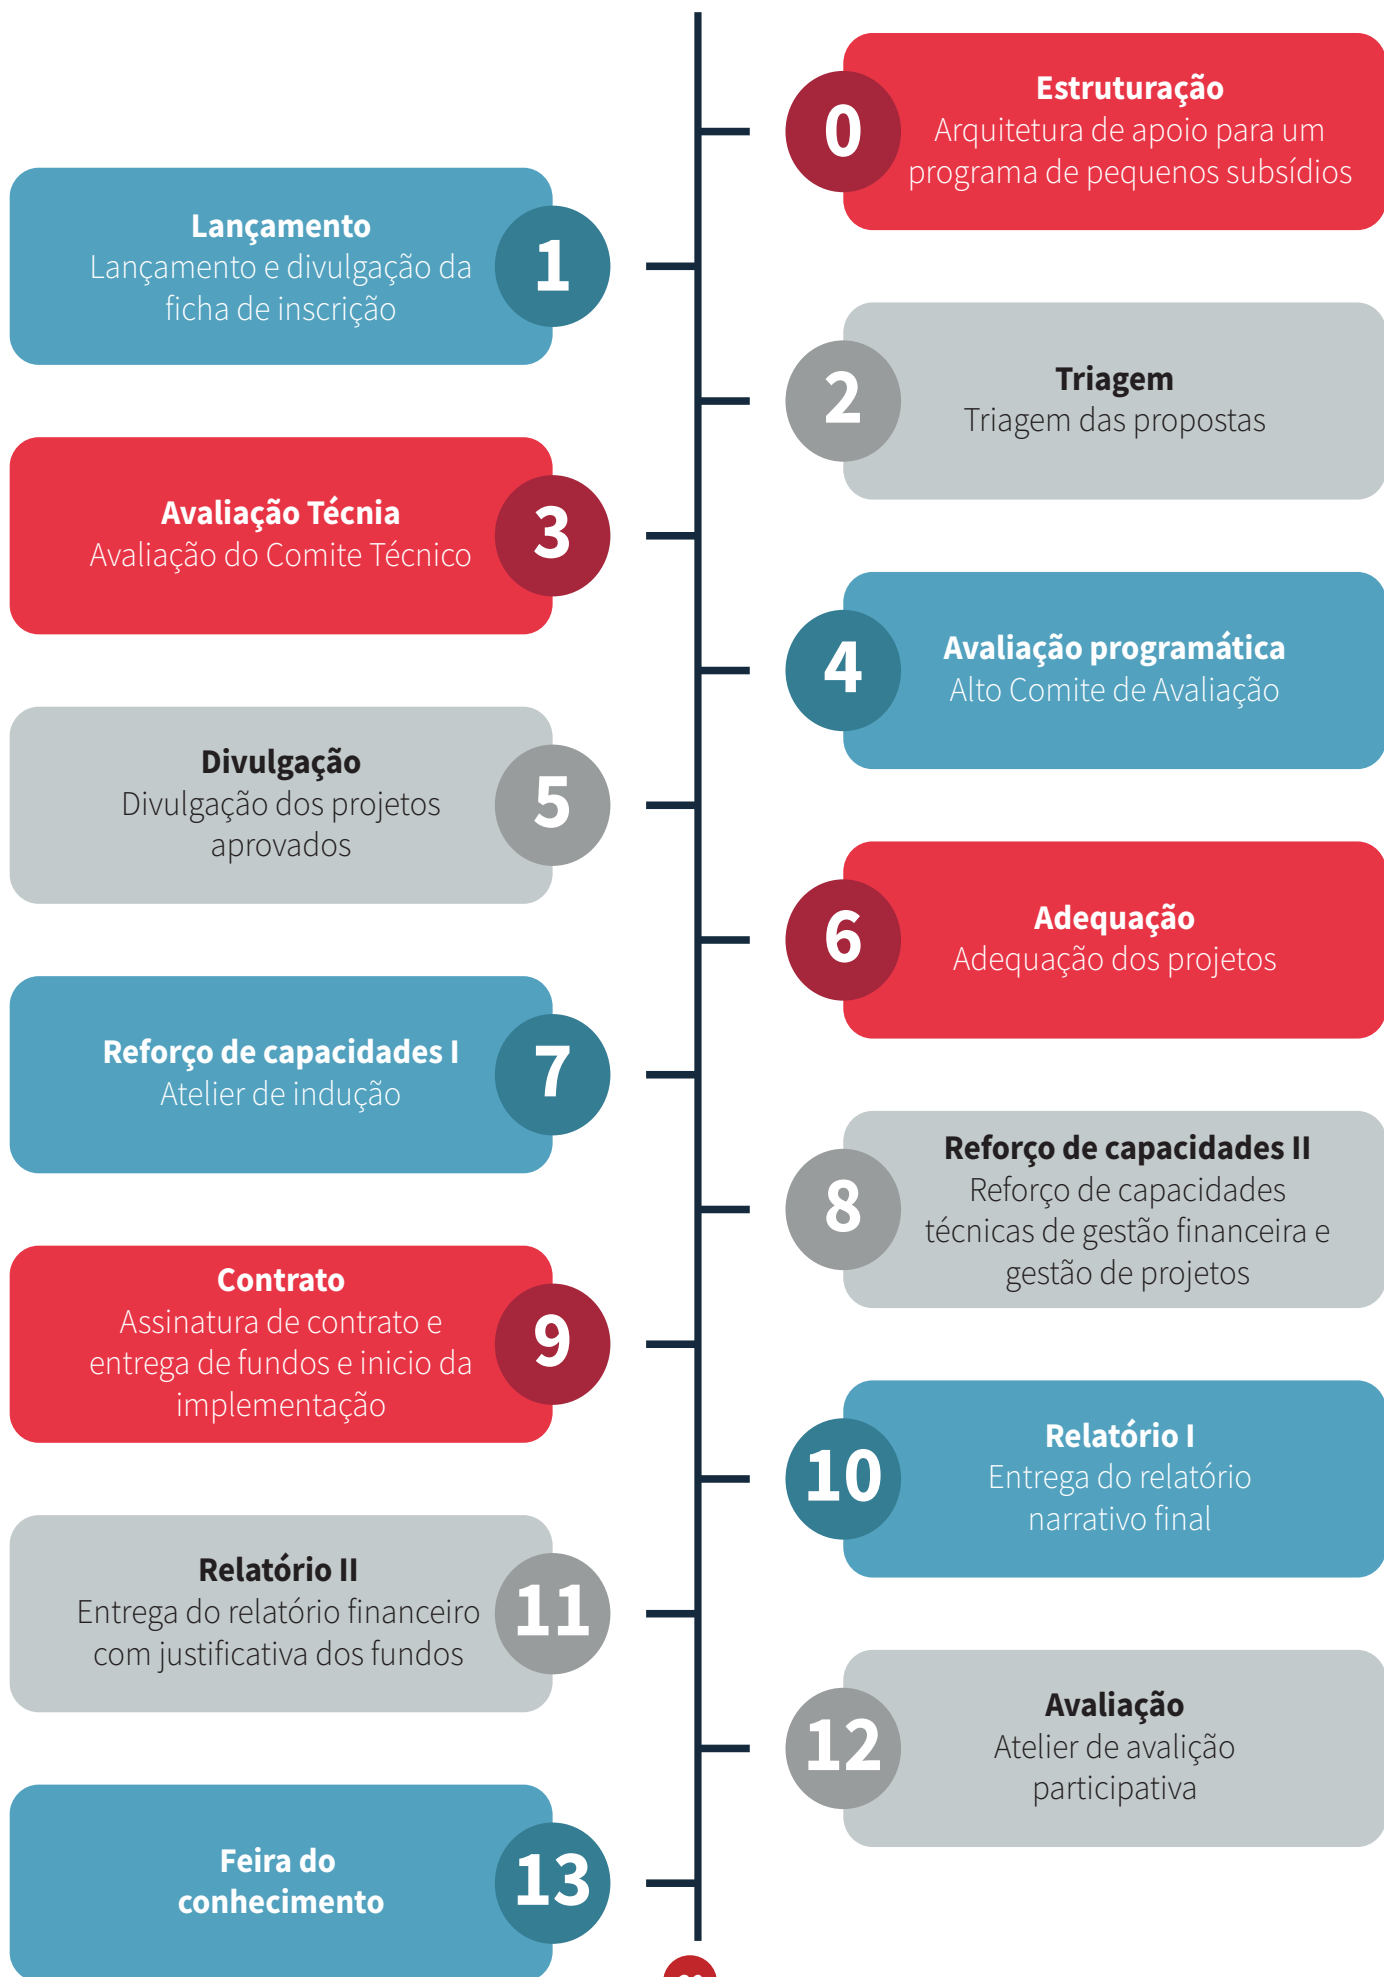 0
Estruturação
Arquitetura de apoio para um
programa de pequenos subsídios
1
Lançamento
Lançamento e divulgação da
ficha de inscrição
2
Triagem
Triagem das propostas
3
Avaliação Técnia
Avaliação do Comite Técnico
4
Avaliação programática
Alto Comite de Avaliação
5
Divulgação
Divulgação dos projetos
aprovados
6
Adequação
Adequação dos projetos
7
Reforço de capacidades I
Atelier de indução
8
Reforço de capacidades II
Reforço de capacidades
técnicas de gestão financeira e
gestão de projetos
9
Contrato
Assinatura de contrato e
entrega de fundos e inicio da
implementação
10
Relatório I
Entrega do relatório
narrativo final
11
Relatório II
Entrega do relatório financeiro
com justificativa dos fundos
12
Avaliação
Atelier de avalição
participativa
13
Feira do
conhecimento